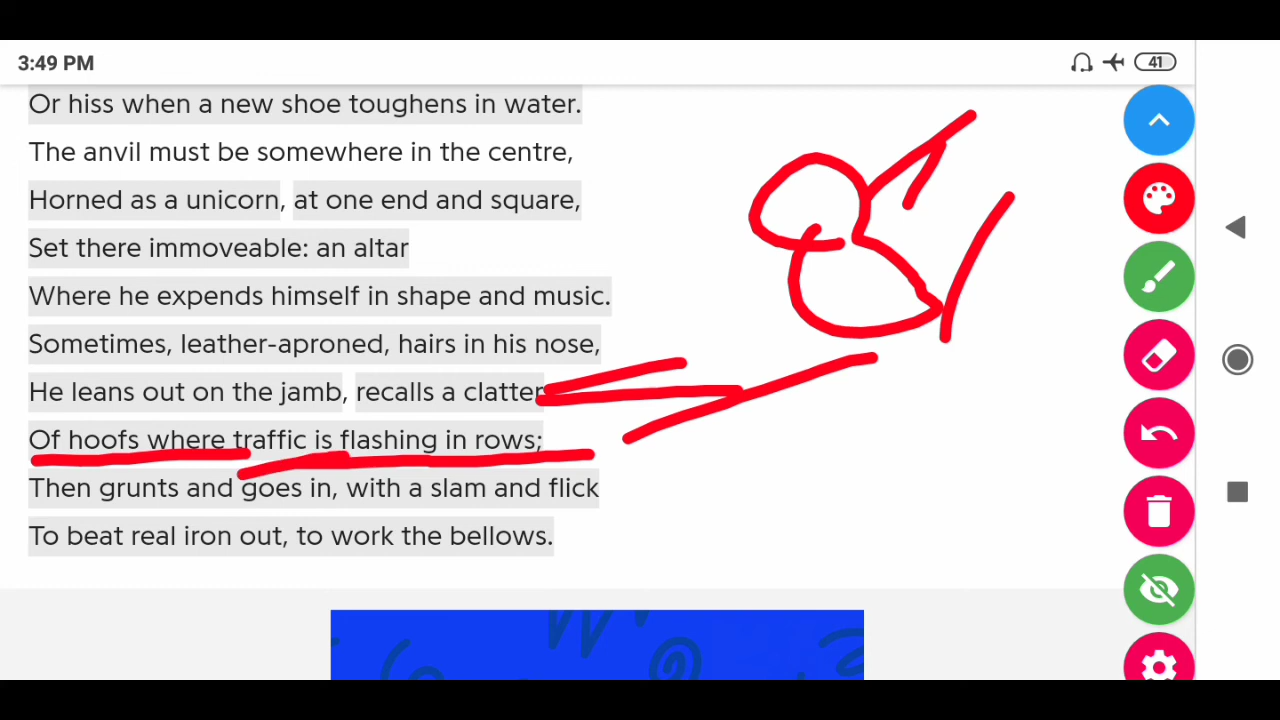 3:49 PM
41
Or hiss when a new shoe toughens in water.
The anvil must be somewhere in the centre,
Horned as a unicorn, at one end and square,
Set there immoveable: an altar
Where he expends himself in shape and music.
Sometimes, leather-aproned, hairs in his nose,
He leans out on the jamb, recalls a clatter
Of hoofs where traffic is flashing in rows;
Then grunts and goes in, with a slam and flick
To beat real iron out, to work the bellows.